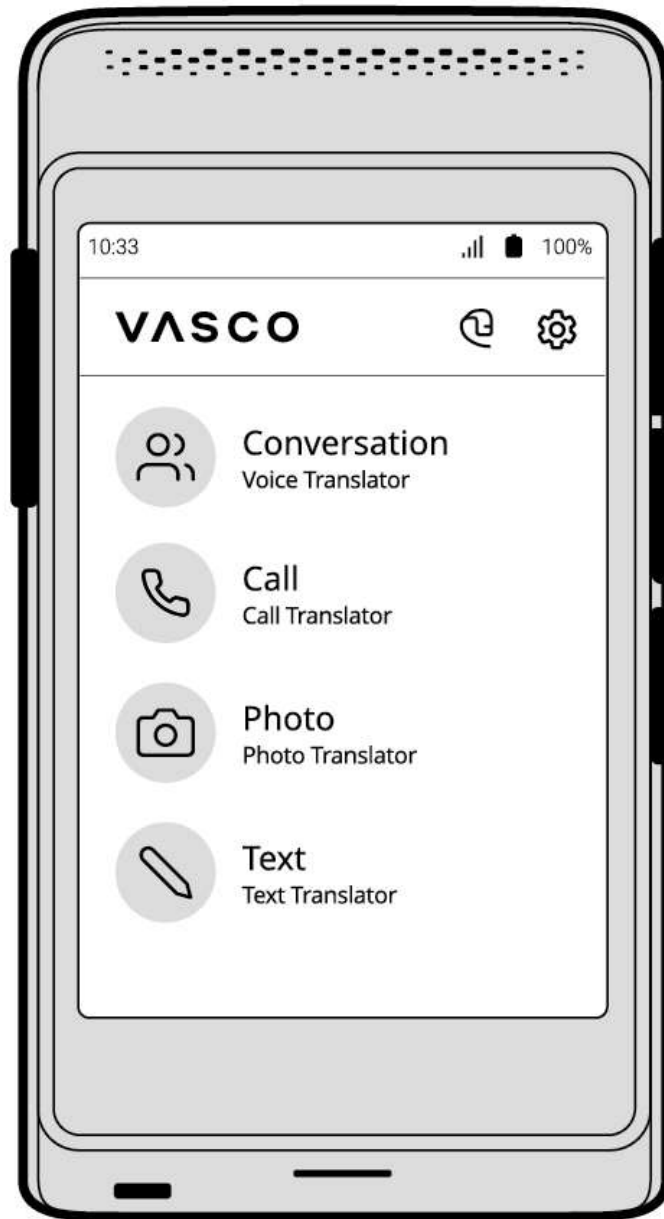 10:33 100%
VASCO
Conversation
Voice Translator
Call
Call Translator
Photo
Photo Translator
Text
Text Translator